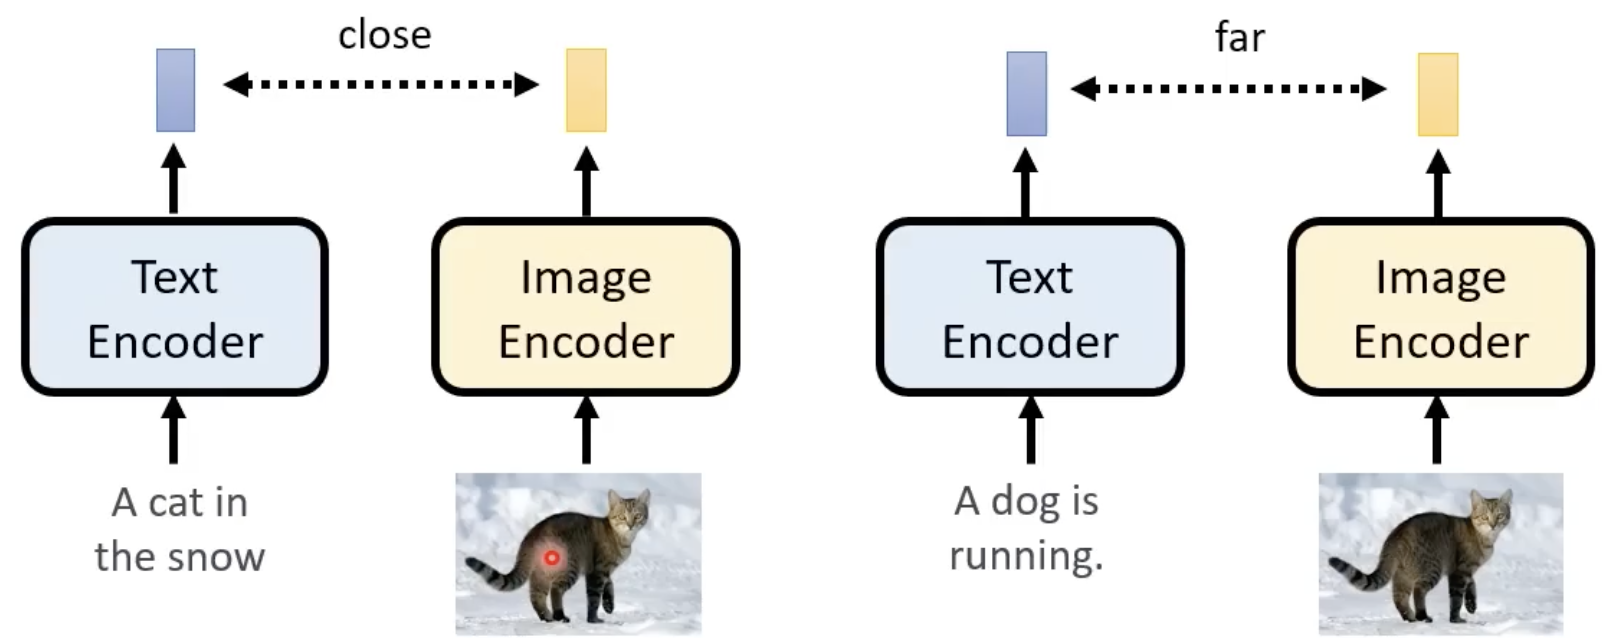 close
far
Text
Encoder
Image
Encoder
Text
Encoder
Image
Encoder
A cat in
the snow
A dog is
running.